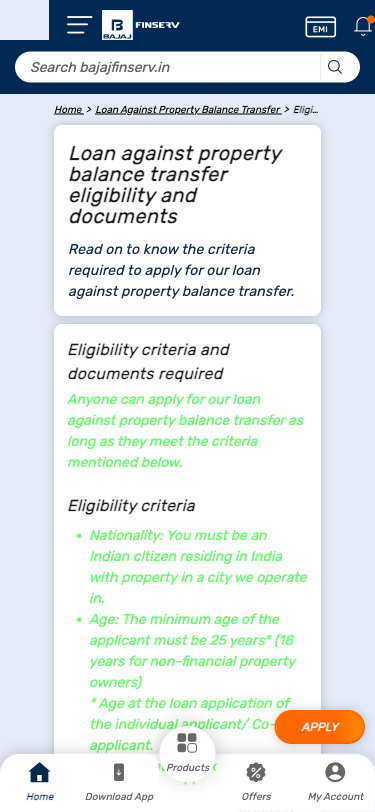 BAJAJ FINSERV
EMI
Search bajajfinserv.in
Home > Loan Against Property Balance Transfer > Eligi...
Loan against property
balance transfer
eligibility and
documents
Read on to know the criteria
required to apply for our loan
against property balance transfer.
Eligibility criteria and
documents required
Anyone can apply for our loan
against property balance transfer as
long as they meet the criteria
mentioned below.
Eligibility criteria
• Nationality: You must be an
Indian citizen residing in India
with property in a city we operate
in.
• Age: The minimum age of the
applicant must be 25 years* (18
years for non-financial property
owners)
* Age at the loan application of
the individual applicant/ Co-
applicant.
APPLY
Home
Download App
Products
Offers
My Account